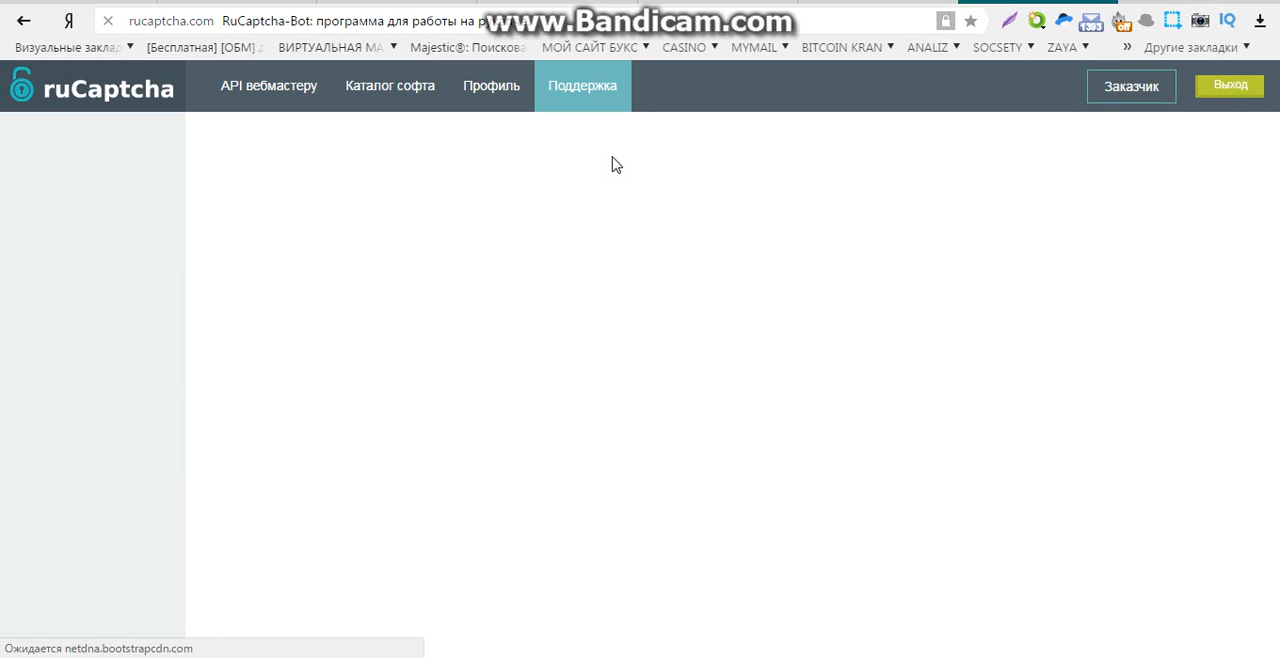 www.Bandicam.com
Я rucaptcha.com RuCaptcha-Bot: программа для работы на
1393 Off IQ
Визуальные заклад [Бесплатная] [ОБМ] ВИРТУАЛЬНАЯ МА Majestic®: Поискова МОЙ САЙТ БУКС CASINO MYMAIL BITCOIN KRAN ANALIZ SOCSETY ZAYA » Другие закладки
ruCaptcha API вебмастеру Каталог софта Профиль Поддержка Заказчик Выход
Ожидается netdna.bootstrapcdn.com